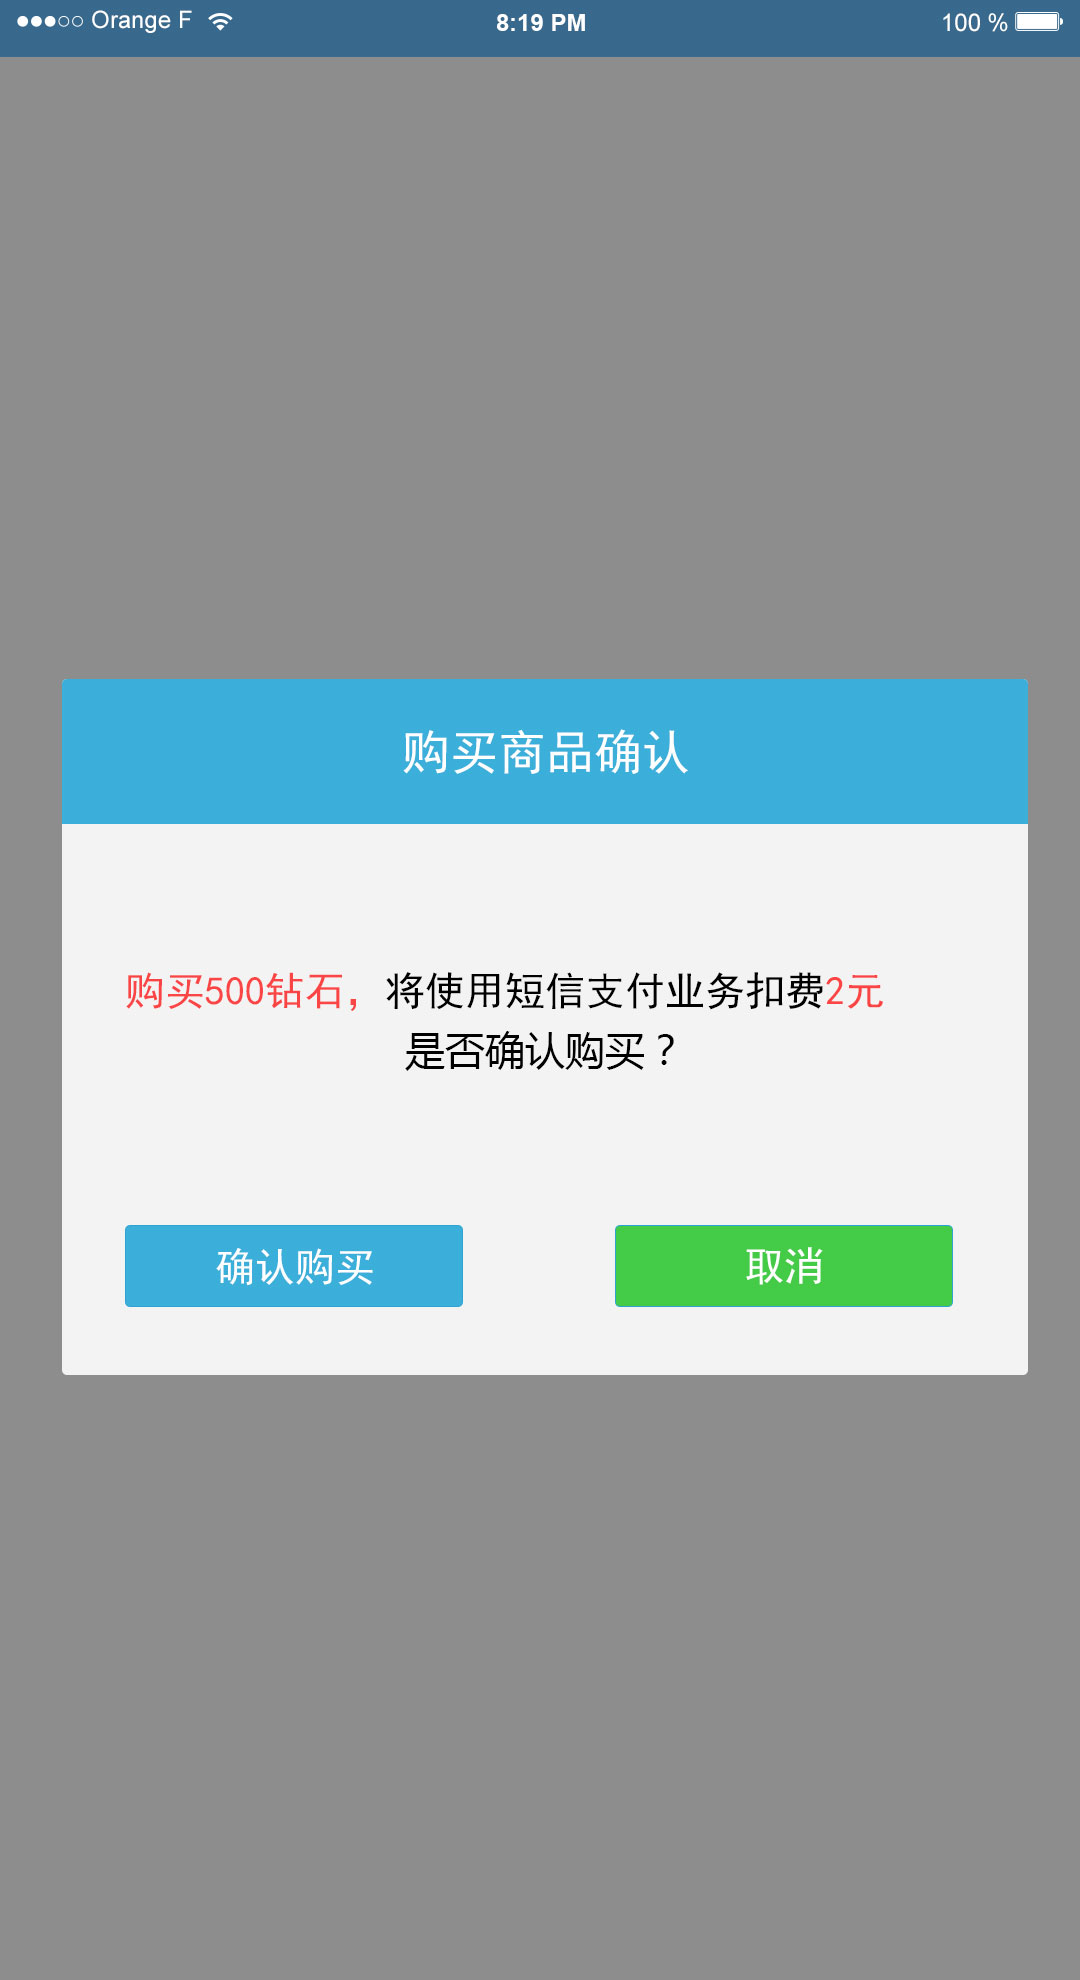 Orange F
8:19 PM
100 %
购买商品确认
购买500钻石，将使用短信支付业务扣费2元
是否确认购买？
确认购买
取消